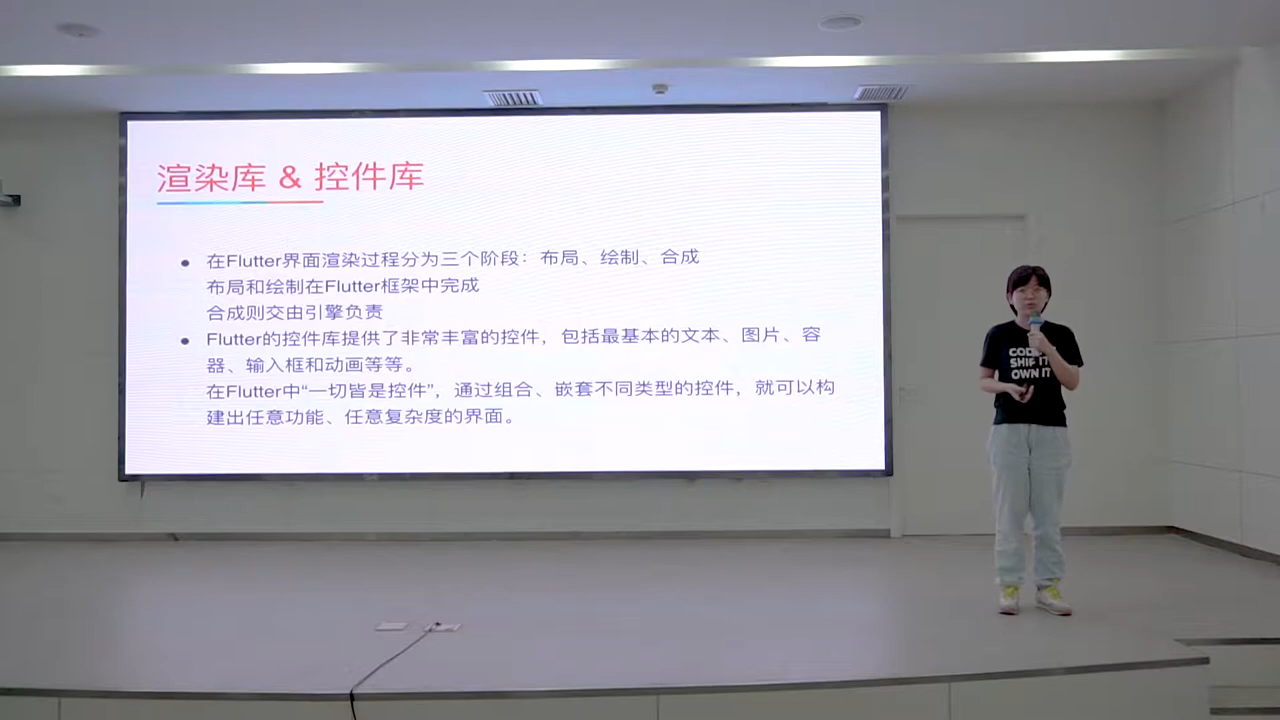 渲染库 & 控件库
在Flutter界面渲染过程分为三个阶段：布局、绘制、合成
布局和绘制在Flutter框架中完成
合成则交由引擎负责
Flutter的控件库提供了非常丰富的控件，包括最基本的文本、图片、容
器、输入框和动画等等。
在Flutter中“一切皆是控件”，通过组合、嵌套不同类型的控件，就可以构
建出任意功能、任意复杂度的界面。
SHIP IT
OWN IT